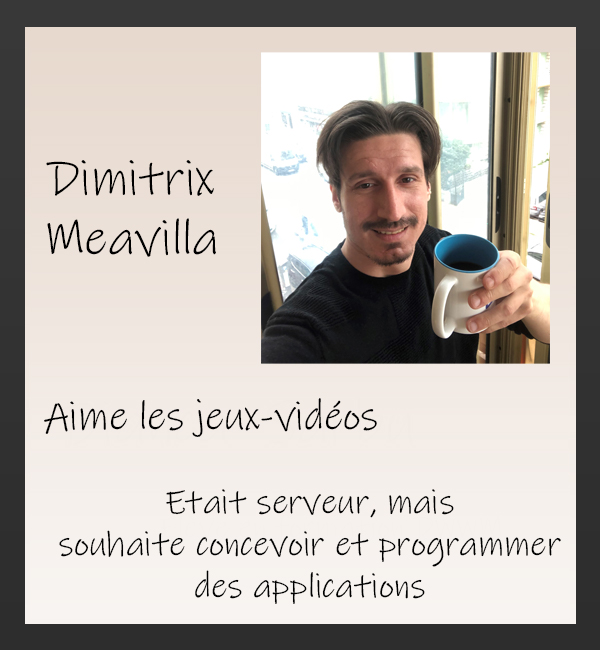 Dimitrix
Meavilla
Aime les jeux-vidéos
Etait serveur, mais
souhaite concevoir et programmer
des applications